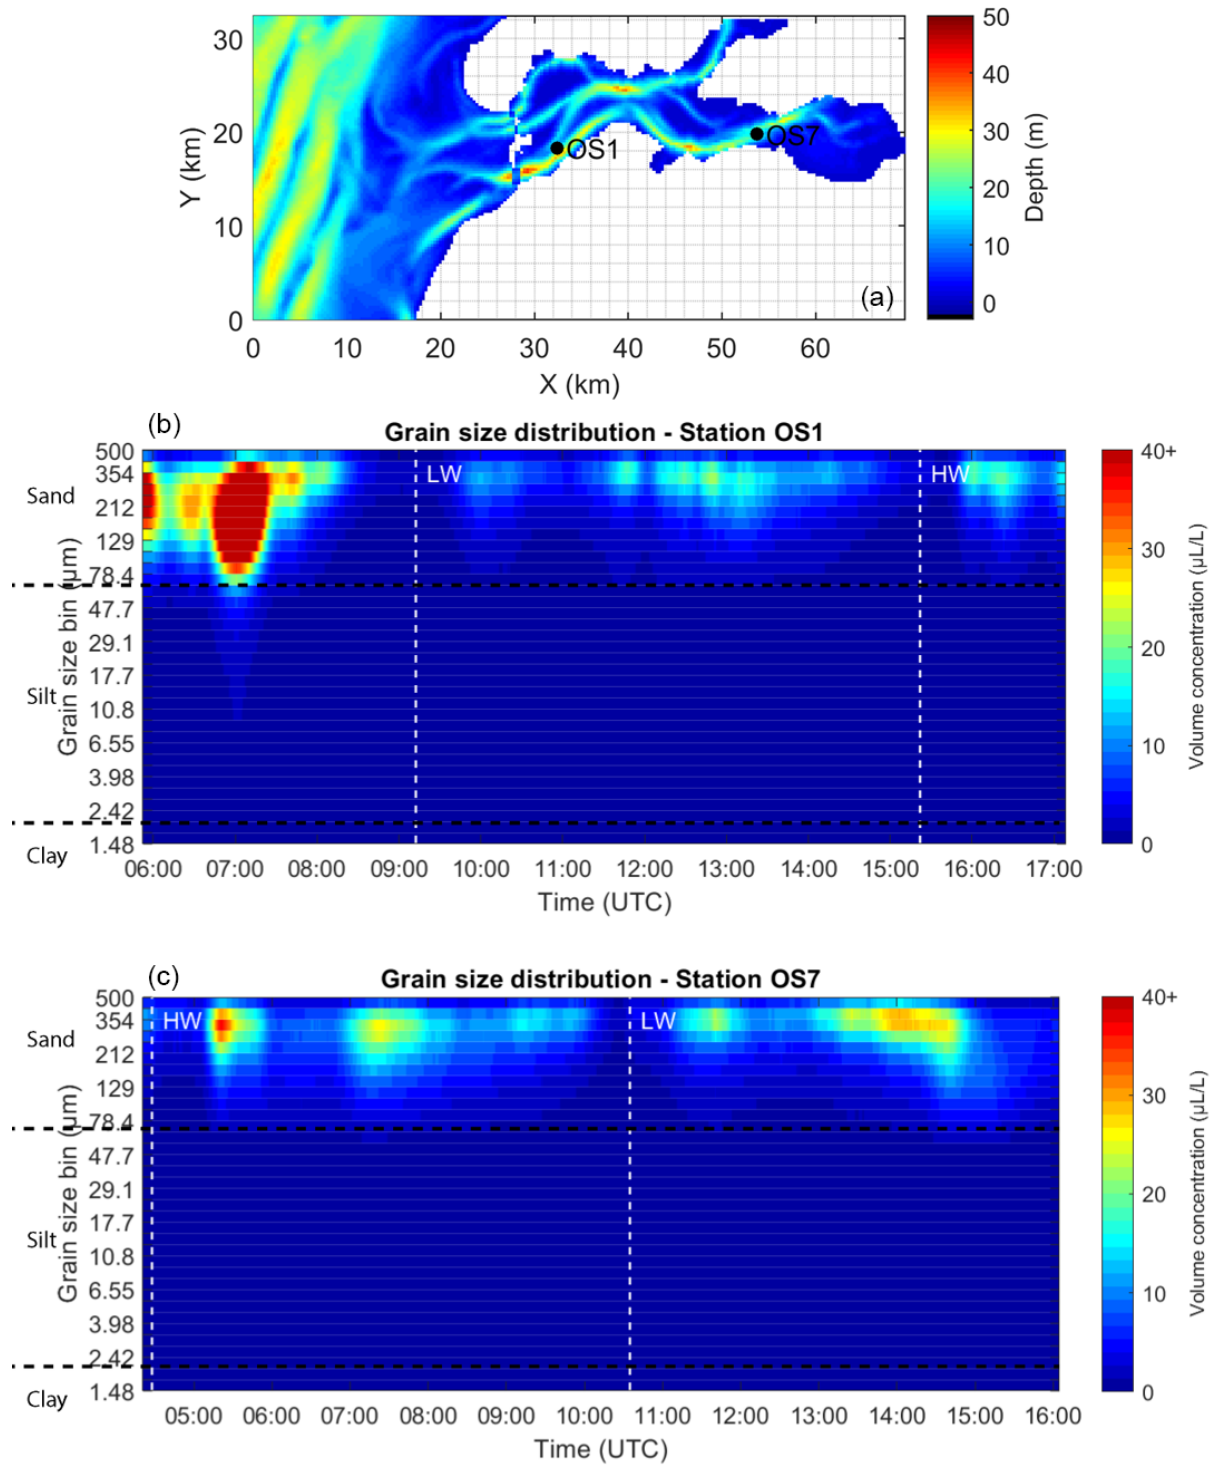 30
20
10
0
Y (km)
OS1
OS7
(a)
0 10 20 30 40 50 60
X (km)
50
40
30
20
10
0
Depth (m)
(b)
Grain size distribution - Station OS1
500
354
212
129
78.4
47.7
29.1
17.7
10.8
6.55
3.98
2.42
1.48
Sand
Silt
Clay
Grain size bin (µm)
LW
HW
06:00 07:00 08:00 09:00 10:00 11:00 12:00 13:00 14:00 15:00 16:00 17:00
Time (UTC)
40+
30
20
10
0
Volume concentration (µL/L)
(c)
Grain size distribution - Station OS7
500
354
212
129
78.4
47.7
29.1
17.7
10.8
6.55
3.98
2.42
1.48
Sand
Silt
Clay
Grain size bin (µm)
HW
LW
05:00 06:00 07:00 08:00 09:00 10:00 11:00 12:00 13:00 14:00 15:00 16:00
Time (UTC)
40+
30
20
10
0
Volume concentration (µL/L)